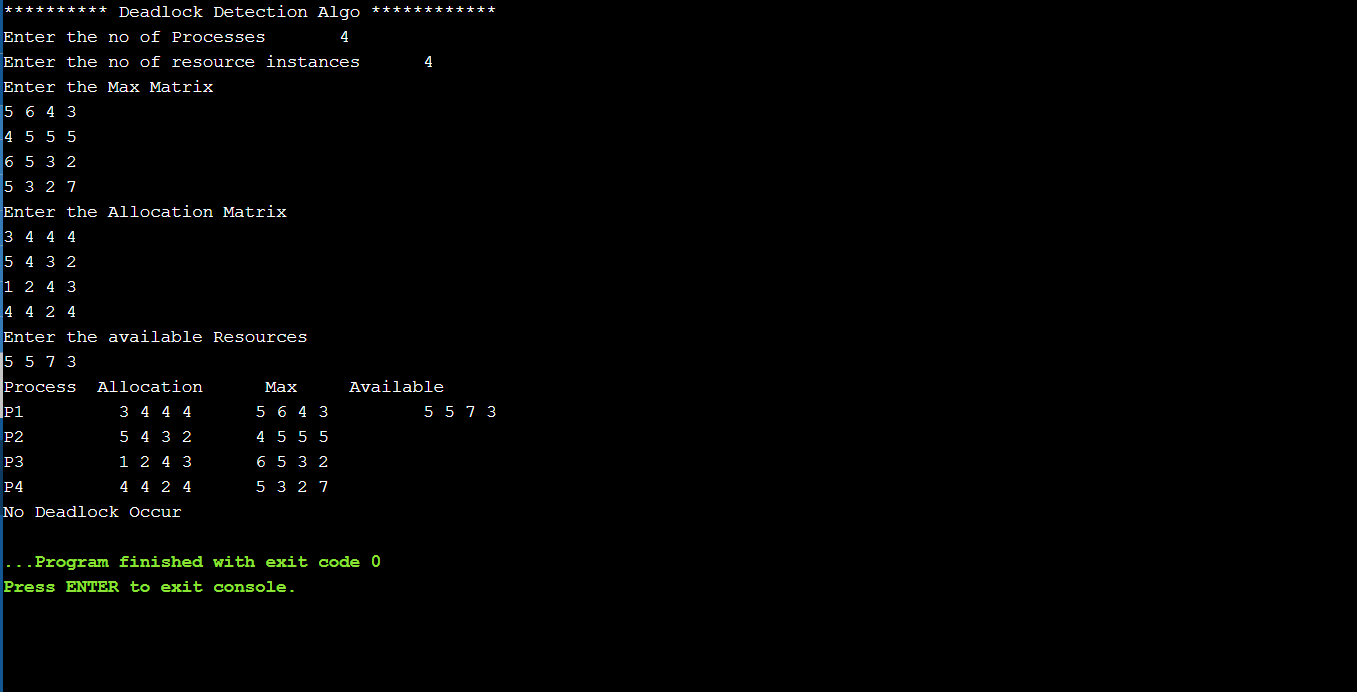 ********** Deadlock Detection Algo ************
Enter the no of Processes       4
Enter the no of resource instances      4
Enter the Max Matrix
5 6 4 3
4 5 5 5
6 5 3 2
5 3 2 7
Enter the Allocation Matrix
3 4 4 4
5 4 3 2
1 2 4 3
4 4 2 4
Enter the available Resources
5 5 7 3
Process  Allocation      Max     Available
P1         3 4 4 4      5 6 4 3         5 5 7 3
P2         5 4 3 2      4 5 5 5
P3         1 2 4 3      6 5 3 2
P4         4 4 2 4      5 3 2 7
No Deadlock Occur
...Program finished with exit code 0
Press ENTER to exit console.